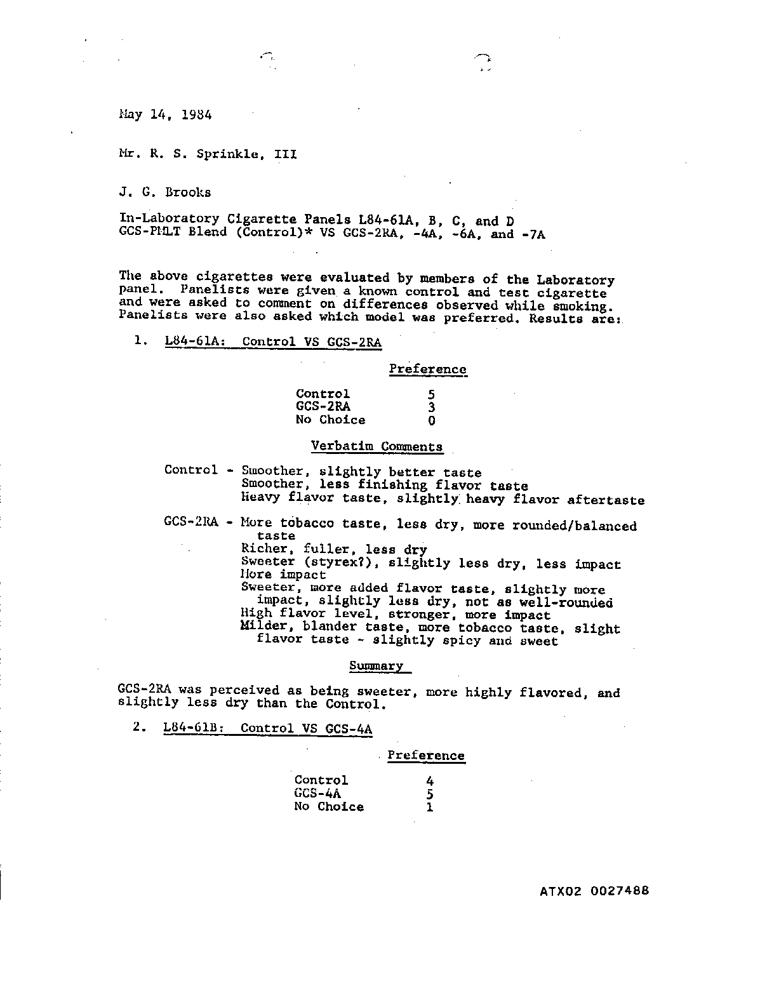 May 14, 1984
Mr. R. S. Sprinkle, III
J. G. Brooks
In-Laboratory Cigarette Panels L84-61A, B, C, and D
GCS-PMLT Blend (Control)* VS GCS-2RA, -4A, -6A, and -7A
The above cigarettes were evaluated by members of the Laboratory
panel. Panelists were given a known control and test cigarette
and were asked to comment on differences observed while smoking.
Panelists were also asked which model was preferred. Results are:
1. L84-61A: Control VS GCS-2RA
Preference
Control 5
GCS-2RA 3
No Choice 0
Verbatim Comments
Control - Smoother, slightly better taste
Smoother, less finishing flavor taste
Heavy flavor taste, slightly heavy flavor aftertaste
GCS-2RA - More tobacco taste, less dry, more rounded/balanced
taste
Richer, fuller, less dry
Sweeter (styrex?), slightly less dry, less impact
More impact
Sweeter, more added flavor taste, slightly more
impact, slightly less dry, not as well-rounded
High flavor level, stronger, more impact
Milder, blander taste, more tobacco taste, slight
flavor taste - slightly spicy and sweet
Summary
GCS-2RA was perceived as being sweeter, more highly flavored, and
slightly less dry than the Control.
2. L84-61B: Control VS GCS-4A
Preference
Control 4
GCS-4A 5
No Choice 1
ATX02 0027488